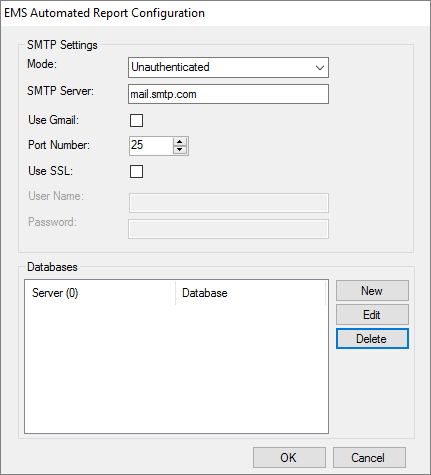 EMS Automated Report Configuration
SMTP Settings
Mode: Unauthenticated
SMTP Server: mail.smtp.com
Use Gmail:
Port Number: 25
Use SSL:
User Name:
Password:
Databases
Server (0) Database
New
Edit
Delete
OK Cancel